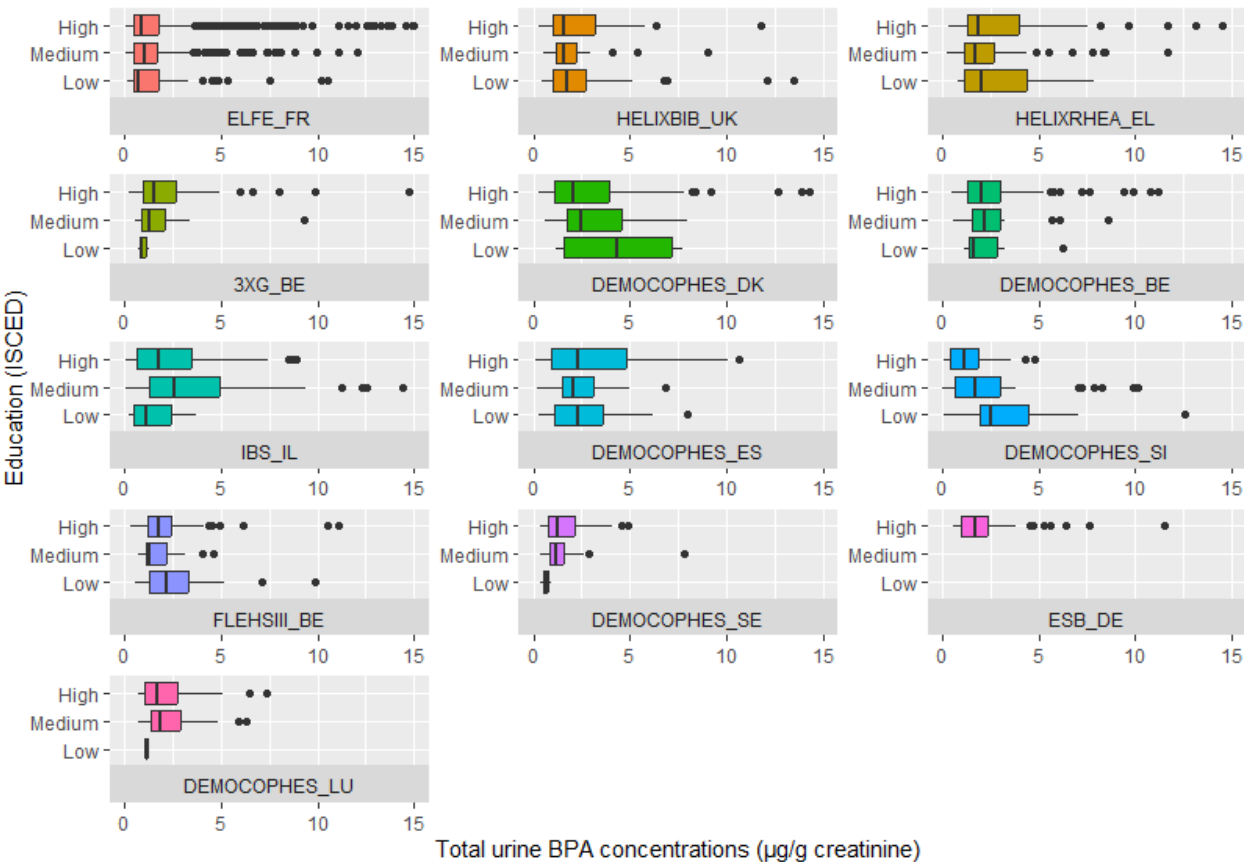 High
Medium
Low
ELFE_FR
0 5 10 15
HELIXBIB_UK
0 5 10 15
High
Medium
Low
HELIXRHEA_EL
0 5 10 15
High
Medium
Low
High
Medium
Low
3XG_BE
0 5 10 15
High
Medium
Low
DEMOCOPHES_DK
0 5 10 15
High
Medium
Low
DEMOCOPHES_BE
0 5 10 15
High
Medium
Low
Education (ISCED)
High
Medium
Low
IBS_IL
0 5 10 15
High
Medium
Low
DEMOCOPHES_ES
0 5 10 15
High
Medium
Low
DEMOCOPHES_SI
0 5 10 15
High
Medium
Low
FLEHSIII_BE
0 5 10 15
High
Medium
Low
DEMOCOPHES_SE
0 5 10 15
High
Medium
Low
ESB_DE
0 5 10 15
High
Medium
Low
DEMOCOPHES_LU
0 5 10 15
Total urine BPA concentrations (µg/g creatinine)